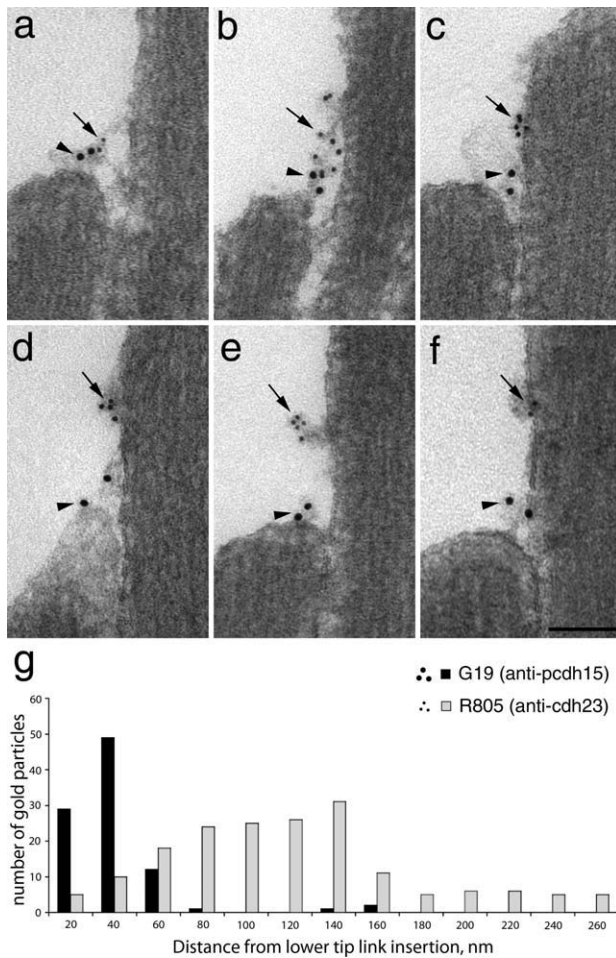 a
b
c
d
e
f
g
G19 (anti-pcdh15)
R805 (anti-cdh23)
number of gold particles
60
50
40
30
20
10
0
20 40 60 80 100 120 140 160 180 200 220 240 260
Distance from lower tip link insertion, nm